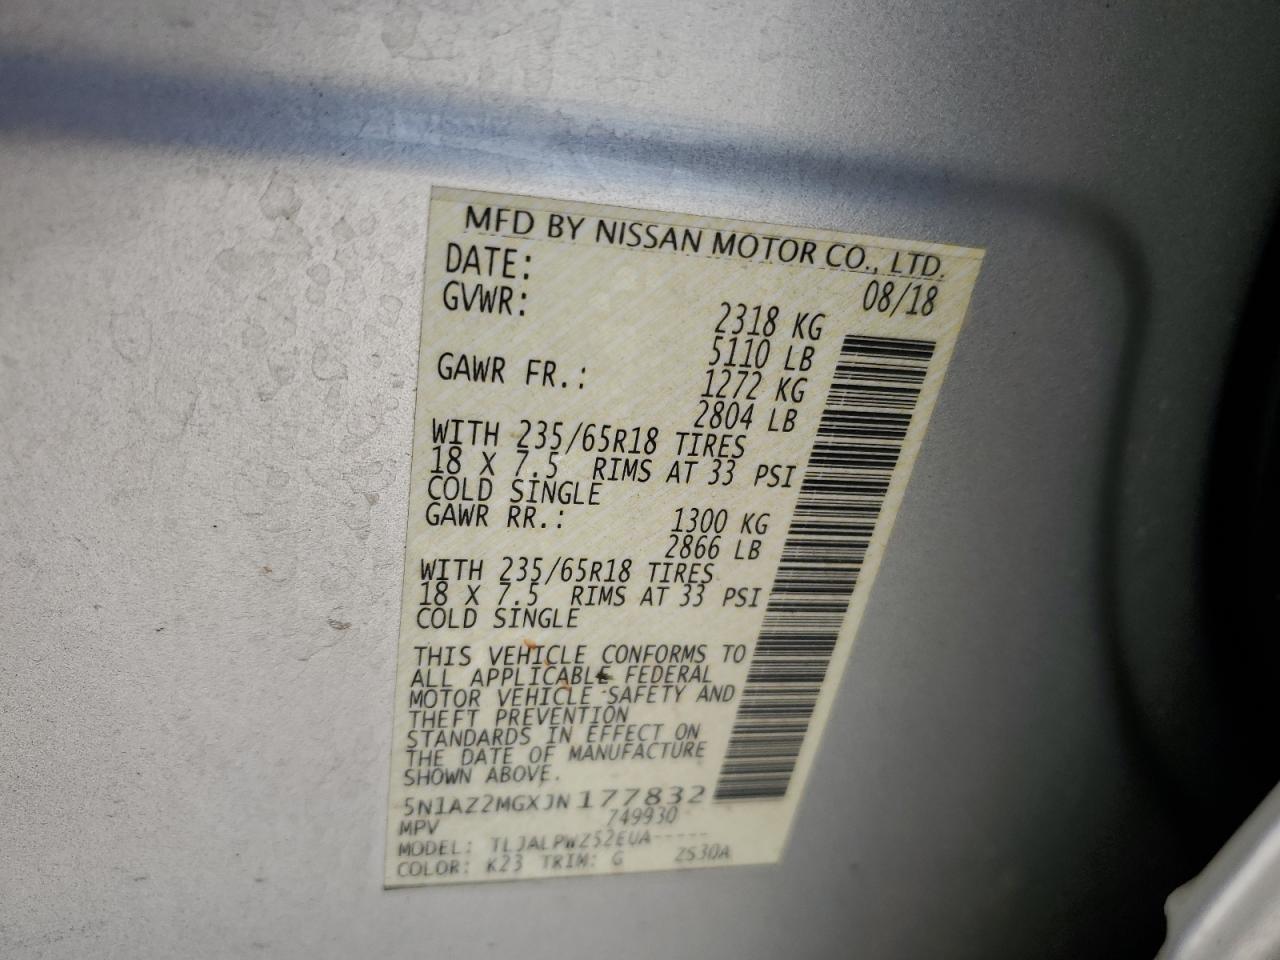 MFD BY NISSAN MOTOR CO., LTD.
DATE: 08/18
GVWR: 2318 KG
5110 LB
GAWR FR.: 1272 KG
2804 LB
WITH 235/65R18 TIRES
18 X 7.5 RIMS AT 33 PSI
COLD SINGLE
GAWR RR.: 1300 KG
2866 LB
WITH 235/65R18 TIRES
18 X 7.5 RIMS AT 33 PSI
COLD SINGLE
THIS VEHICLE CONFORMS TO
ALL APPLICABLE FEDERAL
MOTOR VEHICLE SAFETY AND
THEFT PREVENTION
STANDARDS IN EFFECT ON
THE DATE OF MANUFACTURE
SHOWN ABOVE.
5N1AZ2MGXJN177832
MPV 749930
MODEL: TLJALPWZ52EUA-----
COLOR: K23 TRIM: G ZS30A